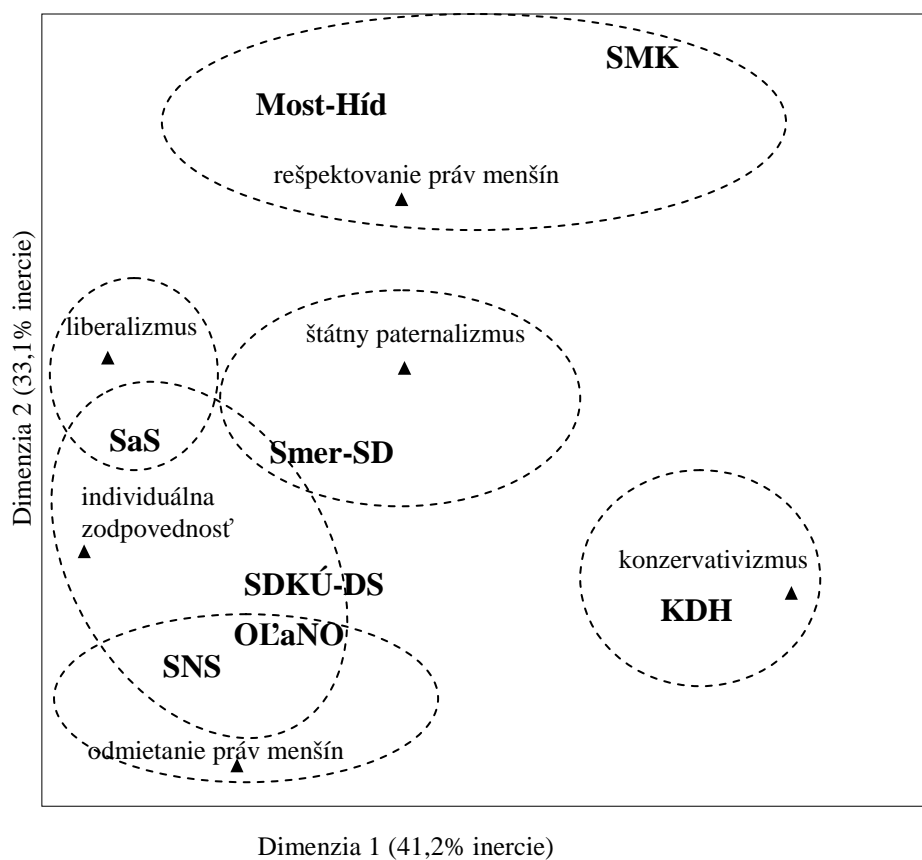 SMK
Most-Híd
rešpektovanie práv menšín
liberalizmus
štátny paternalizmus
SaS
Smer-SD
individuálna
zodpovednosť
konzervativizmus
SDKÚ-DS
KDH
OĽaNO
SNS
odmietanie práv menšín
Dimenzia 2 (33,1% inercie)
Dimenzia 1 (41,2% inercie)